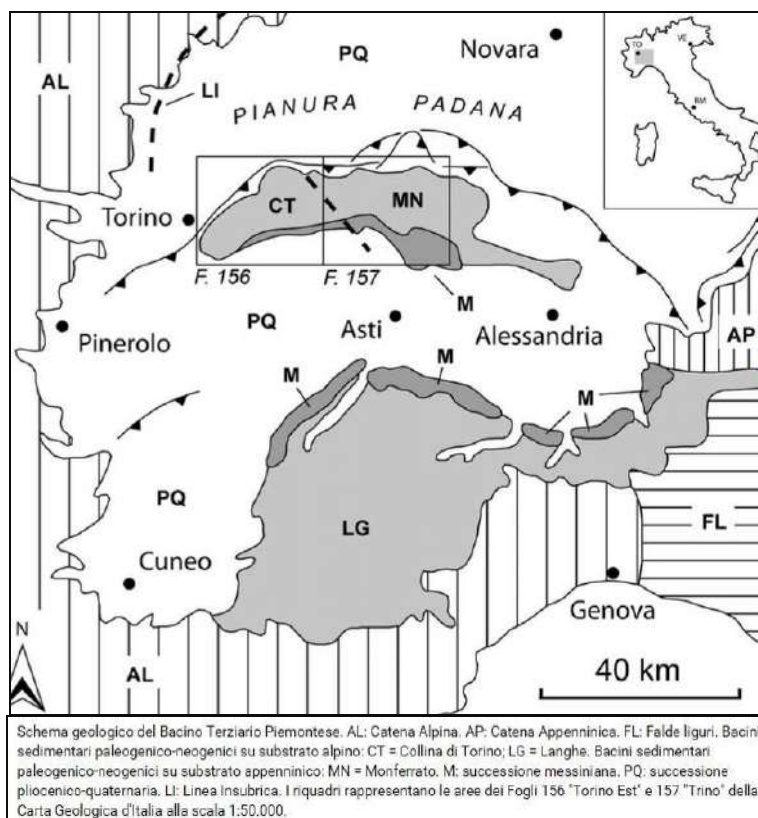 PQ
Novara
TO
VE
RM
AL
LI
PIANURA PADANA
CT
MN
Torino
F. 156
F. 157
M
PQ
Asti
Alessandria
Pinerolo
AP
M
M
M
PQ
LG
FL
Cuneo
Genova
N
AL
40 km
Schema geologico del Bacino Terziario Piemontese. AL: Catena Alpina. AP: Catena Appenninica. FL: Falde liguri. Bacini
sedimentari paleogenico-neogenici su substrato alpino: CT = Collina di Torino; LG = Langhe. Bacini sedimentari
paleogenico-neogenici su substrato appenninico: MN = Monferrato. M: successione messiniana. PQ: successione
pliocenico-quaternaria. LI: Linea Insubrica. I riquadri rappresentano le aree dei Fogli 156 "Torino Est" e 157 "Trino" della
Carta Geologica d'Italia alla scala 1:50.000.